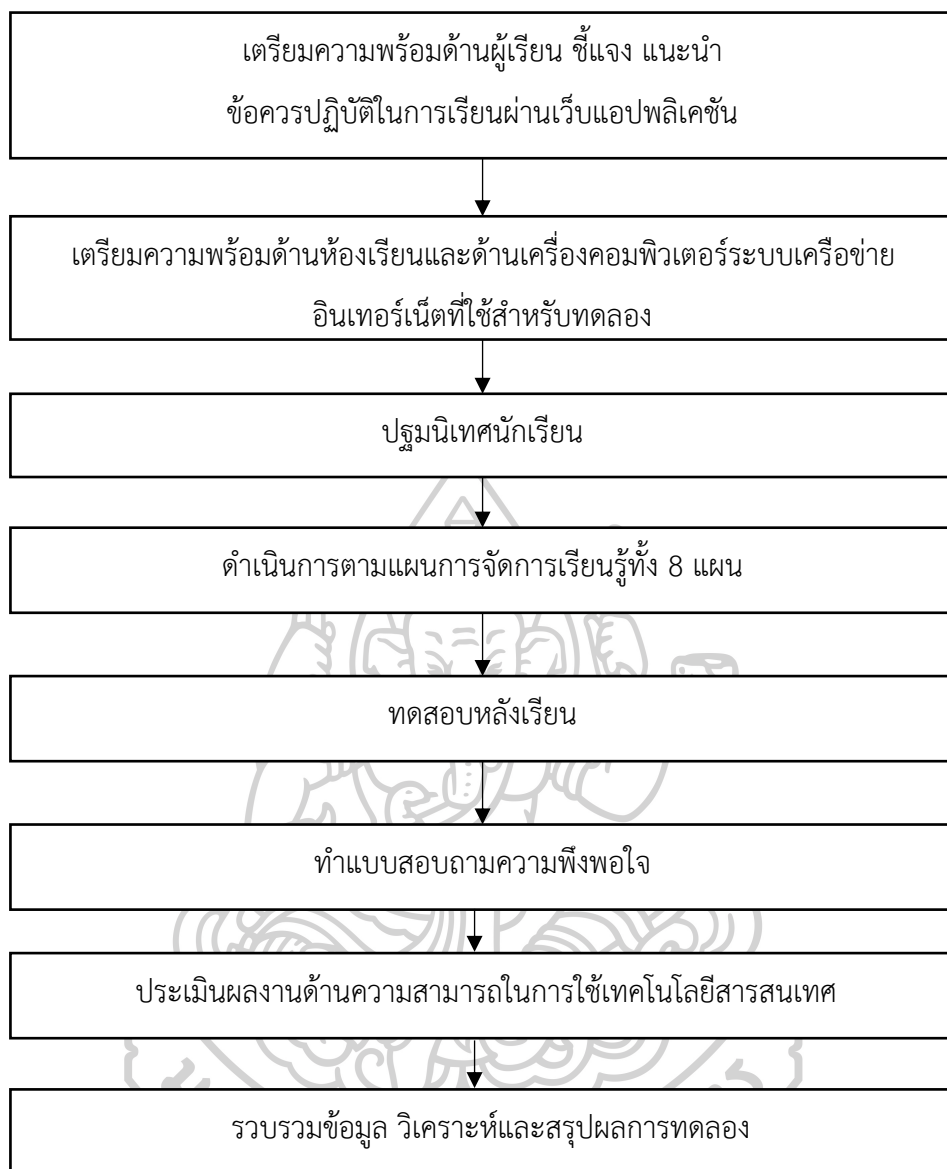 เตรียมความพร้อมด้านผู้เรียน ชี้แจง แนะนำ
ข้อควรปฏิบัติในการเรียนผ่านเว็บแอปพลิเคชัน
เตรียมความพร้อมด้านห้องเรียนและด้านเครื่องคอมพิวเตอร์ระบบเครือข่าย
อินเทอร์เน็ตที่ใช้สำหรับทดลอง
ปฐมนิเทศนักเรียน
ดำเนินการตามแผนการจัดการเรียนรู้ทั้ง 8 แผน
ทดสอบหลังเรียน
ทำแบบสอบถามความพึงพอใจ
ประเมินผลงานด้านความสามารถในการใช้เทคโนโลยีสารสนเทศ
รวบรวมข้อมูล วิเคราะห์และสรุปผลการทดลอง